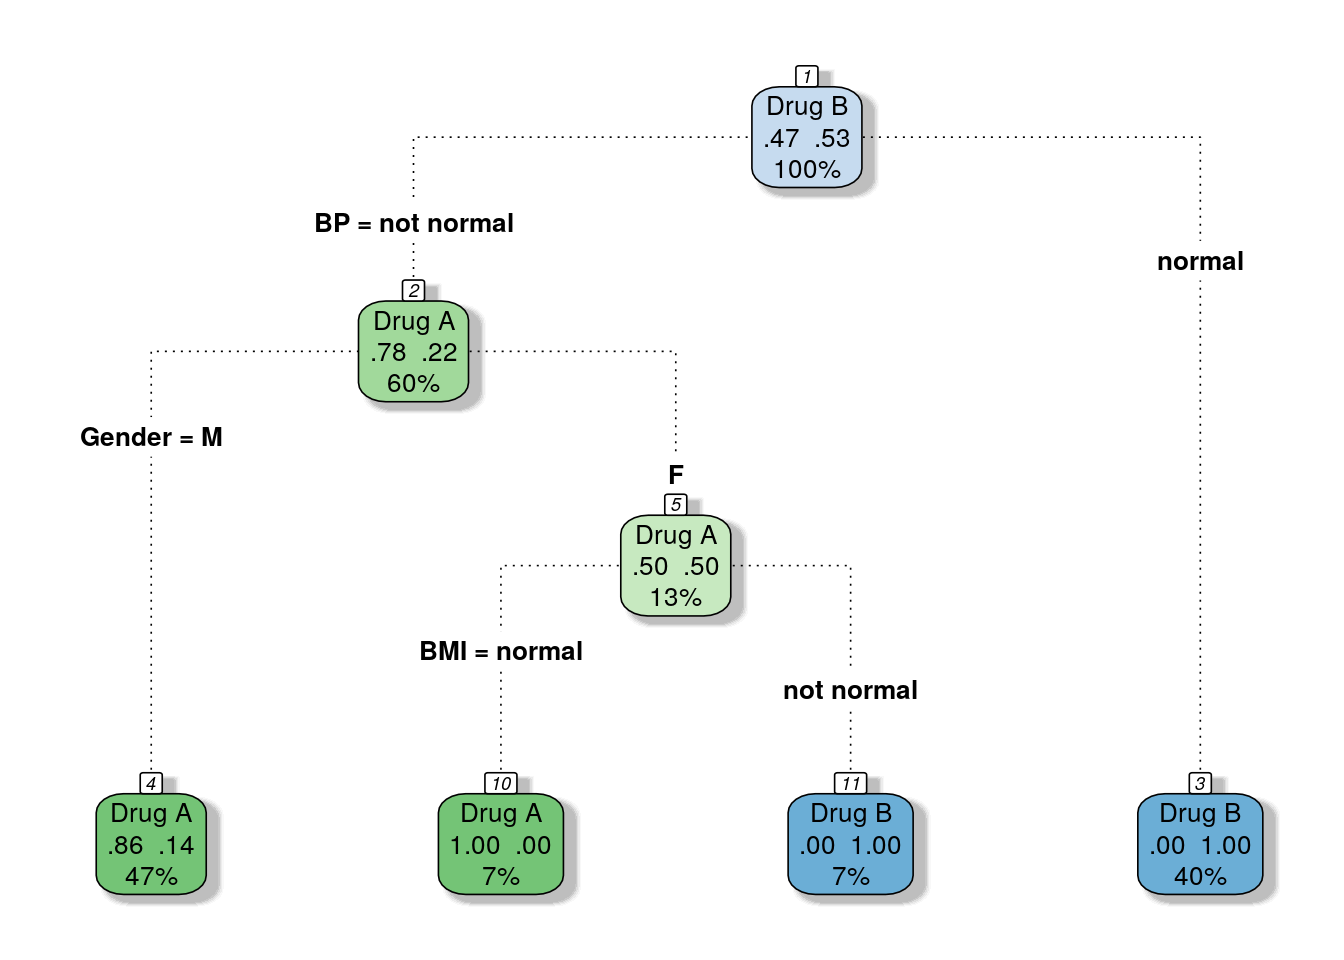 1
Drug B
.47 .53
100%
BP = not normal
normal
2
Drug A
.78 .22
60%
Gender = M
F
5
Drug A
.50 .50
13%
BMI = normal
not normal
4
Drug A
.86 .14
47%
10
Drug A
1.00 .00
7%
11
Drug B
.00 1.00
7%
3
Drug B
.00 1.00
40%